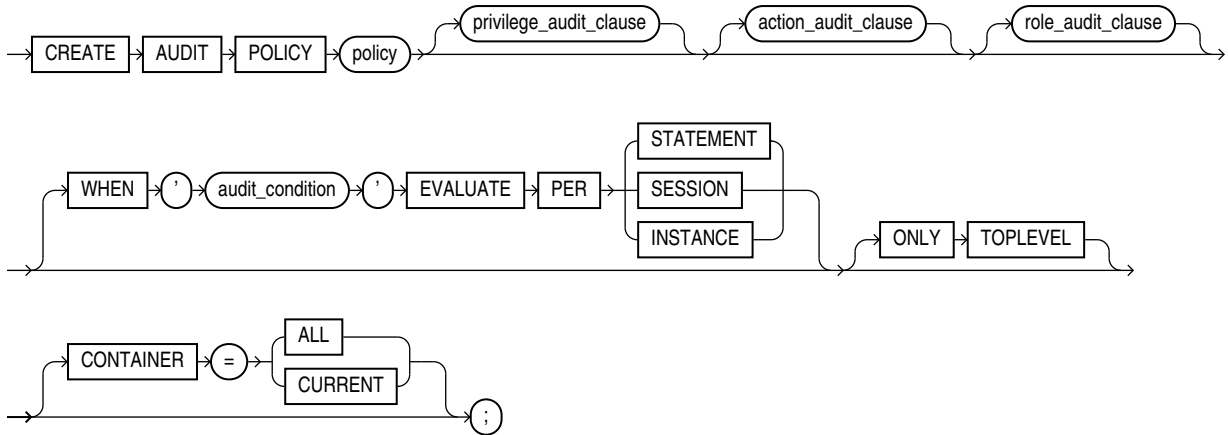 privilege_audit_clause action_audit_clause role_audit_clause
CREATE AUDIT POLICY policy
STATEMENT
WHEN ’ audit_condition ’ EVALUATE PER SESSION ONLY TOPLEVEL
INSTANCE
ALL
CONTAINER = CURRENT
;